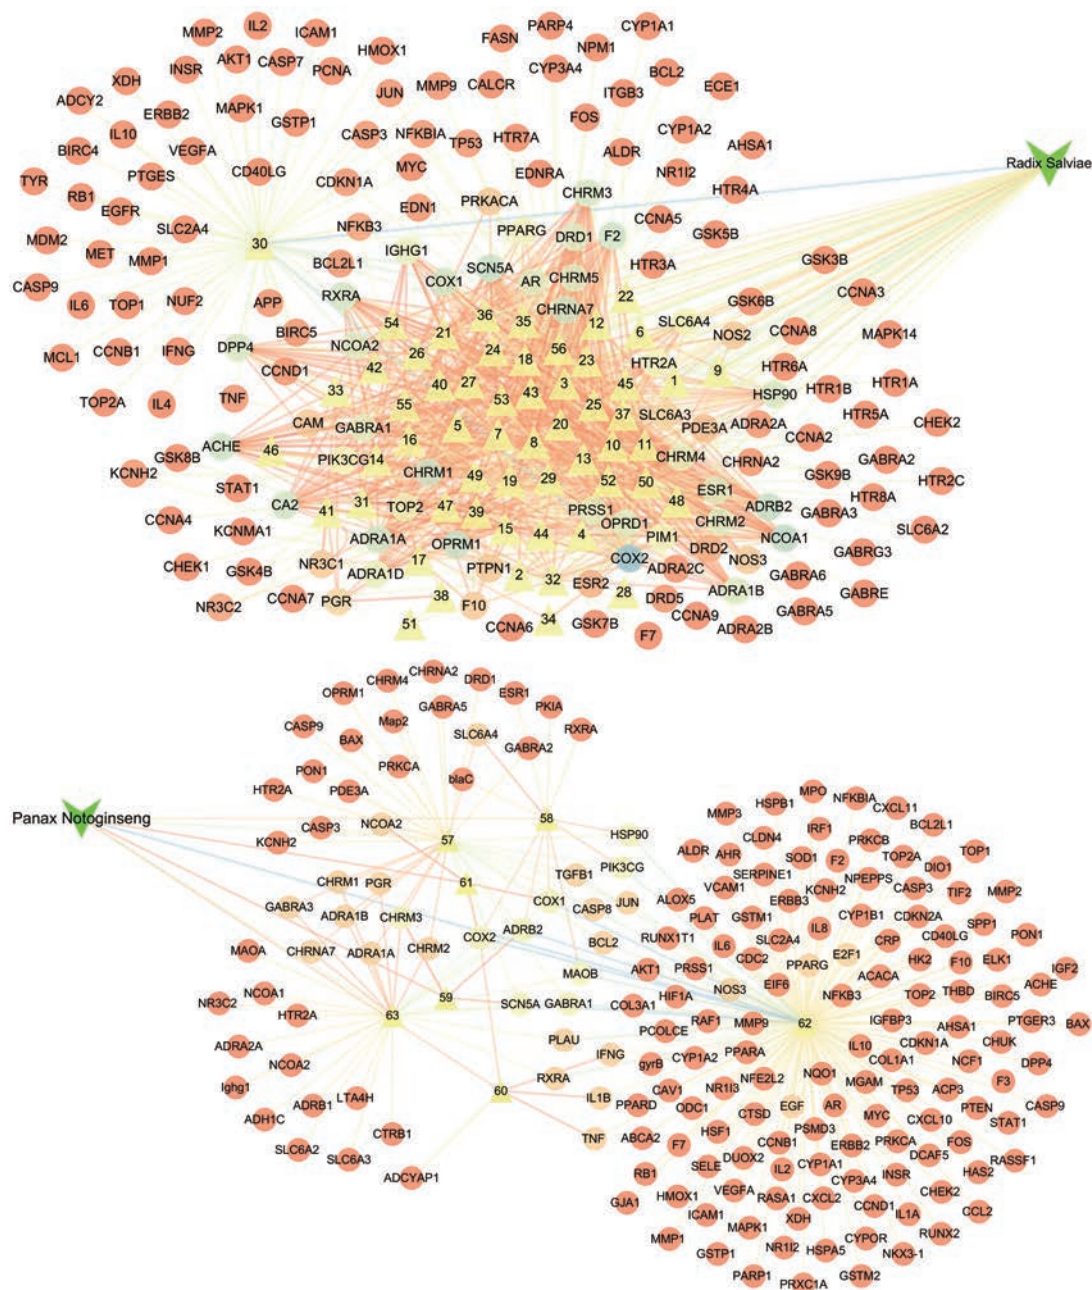 IL2
PARP4
CYP1A1
MMP2
ICAM1
FASN
NPM1
AKT1
CASP7
HMOX1
INSR
PCNA
CYP3A4
BCL2
XDH
JUN
MMP9
CALCR
ITGB3
ECE1
ADCY2
ERBB2
MAPK1
GSTP1
FOS
CYP1A2
IL10
CASP3
NFKBIA
TP53
HTR7A
ALDR
AHSA1
BIRC4
VEGFA
CD40LG
MYC
EDNRA
NR1I2
Radix Salviae
TYR
PTGES
CDKN1A
CHRM3
HTR4A
RB1
EGFR
EDN1
PRKACA
CCNA5
SLC2A4
NFKB3
PPARG
DRD1
F2
GSK5B
MDM2
MET
MMP1
30
BCL2L1
IGHG1
SCN5A
CHRM5
HTR3A
GSK3B
CASP9
RXRA
COX1
AR
CHRNA7
22
CCNA3
IL6
TOP1
NUF2
APP
GSK6B
54
21
36
35
12
6
SLC6A4
NOS2
CCNA8
MAPK14
MCL1
CCNB1
IFNG
BIRC5
DPP4
NCOA2
26
24
18
56
23
HTR2A
9
HTR6A
CCND1
42
TOP2A
IL4
TNF
33
40
27
53
43
3
25
45
37
1
HSP90
HTR1B
HTR1A
55
SLC6A3
PDE3A
ADRA2A
HTR5A
CHEK2
CAM
GABRA1
5
7
8
20
CCNA2
ACHE
46
16
10
11
CHRM4
CHRNA2
GABRA2
GSK8B
KCNH2
PIK3CG
14
CHRM1
49
19
29
13
52
50
GSK9B
HTR2C
STAT1
ESR1
HTR8A
CA2
41
31
TOP2
47
39
PRSS1
48
ADRB2
GABRA3
CCNA4
KCNMA1
15
44
4
OPRD1
CHRM2
SLC6A2
ADRA1A
OPRM1
PIM1
NCOA1
CHEK1
GSK4B
NR3C1
ADRA1D
17
PTPN1
COX2
DRD2
NOS3
GABRG3
2
32
ESR2
ADRA2C
GABRA6
NR3C2
CCNA7
PGR
38
F10
28
DRD5
ADRA1B
GABRE
51
CCNA6
34
GSK7B
CCNA9
GABRA5
F7
ADRA2B
CHRNA2
CHRM4
DRD1
OPRM1
ESR1
GABRA5
PKIA
CASP9
Map2
RXRA
BAX
SLC6A4
GABRA2
PON1
PRKCA
blaC
HTR2A
PDE3A
MPO
NFKBIA
Panax Notoginseng
CASP3
NCOA2
58
HSPB1
CXCL11
KCNH2
57
HSP90
MMP3
CLDN4
IRF1
PRKCB
BCL2L1
61
TGFB1
PIK3CG
ALDR
AHR
SOD1
F2
TOP2A
TOP1
CHRM1
PGR
SERPINE1
NPEPPS
DIO1
GABRA3
COX1
JUN
VCAM1
KCNH2
CASP3
TIF2
MMP2
ADRA1B
CHRM3
CASP8
ALOX5
ERBB3
CYP1B1
CDKN2A
ADRB2
PLAT
GSTM1
IL8
SPP1
COX2
RUNX1T1
SLC2A4
CRP
CD40LG
PON1
MAOA
CHRNA7
ADRA1A
CHRM2
BCL2
IL6
CDC2
E2F1
HK2
F10
ELK1
AKT1
PRSS1
PPARG
ACACA
IGF2
NCOA1
MAOB
NOS3
EIF6
THBD
ACHE
NR3C2
59
COL3A1
HIF1A
NFKB3
TOP2
BIRC5
HTR2A
63
SCN5A
GABRA1
RAF1
MMP9
62
IGFBP3
PTGER3
PCOLCE
AHSA1
BAX
ADRA2A
PLAU
IL10
CDKN1A
CHUK
NCOA2
IFNG
gyrB
CYP1A2
PPARA
COL1A1
NCF1
DPP4
Ighg1
RXRA
NFE2L2
NQO1
LTA4H
60
CAV1
NR1I3
MGAM
TP53
ACP3
F3
ADRB1
IL1B
PPARD
ODC1
EGF
AR
PTEN
CASP9
ADH1C
CTSD
MYC
CXCL10
STAT1
CTRB1
TNF
ABCA2
F7
HSF1
PSMD3
SLC6A2
CCNB1
ERBB2
PRKCA
FOS
SLC6A3
DUOX2
DCAF5
RASSF1
ADCYAP1
RB1
SELE
IL2
CYP1A1
INSR
HAS2
CYP3A4
GJA1
HMOX1
VEGFA
RASA1
CXCL2
CHEK2
CCND1
IL1A
CCL2
ICAM1
XDH
RUNX2
MMP1
MAPK1
CYPOR
GSTP1
NR1I2
HSPA5
NKX3-1
PARP1
PRXC1A
GSTM2